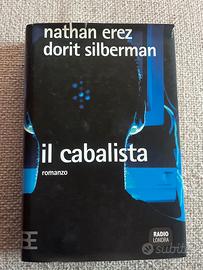 nathan erez
dorit silberman
il cabalista
romanzo
RADIO
LONDRA
subito